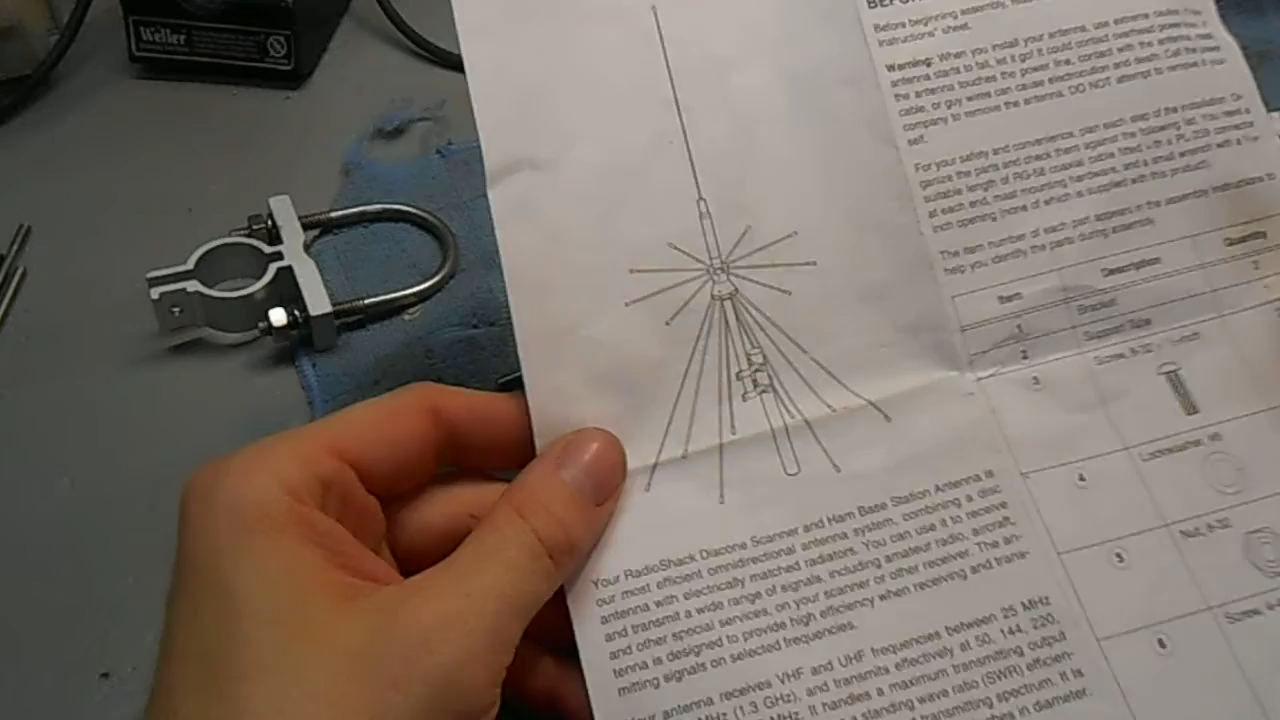 Weller
BEFOR
Before beginning assembly,
Instructions" sheet.
Warning: When you install your antenna, use extreme
antenna starts to fall, let it go! It could contact overhead power
the antenna touches the power line, contact with the antenna,
cable, or guy wires can cause electrocution and death. Call the power
company to remove the antenna. DO NOT attempt to remove it your-
self.
For your safety and convenience, plan each step of the installation. Or-
ganize the parts and check them against the following list. You need a
suitable length of RG-58 coaxial cable fitted with a PL-259 connector
at each end, mast mounting hardware, and a small wrench with a
inch opening (none of which is supplied with this product).
The item number of each part appears in the assembly instructions to
help you identify the parts during assembly.
Item Description Quantity
1 Bracket
2 Support Tube
3 Screw, 8-32
4 Lockwasher, #8
5 Nut, 8-32
6 Screw,
Your RadioShack Diacone Scanner and Ham Base Station Antenna is
our most efficient omnidirectional antenna system, combining a disc
antenna with electrically matched radiators. You can use it to receive
and transmit a wide range of signals, including amateur radio, aircraft,
and other special services, on your scanner or other receiver. The an-
tenna is designed to provide high efficiency when receiving and trans-
mitting signals on selected frequencies.
Your antenna receives VHF and UHF frequencies between 25 MHz
MHz (1.3 GHz), and transmits effectively at 50, 144, 220,
MHz. It handles a maximum transmitting output
a standing wave ratio (SWR) efficien-
transmitting spectrum. It is
inches in diameter.